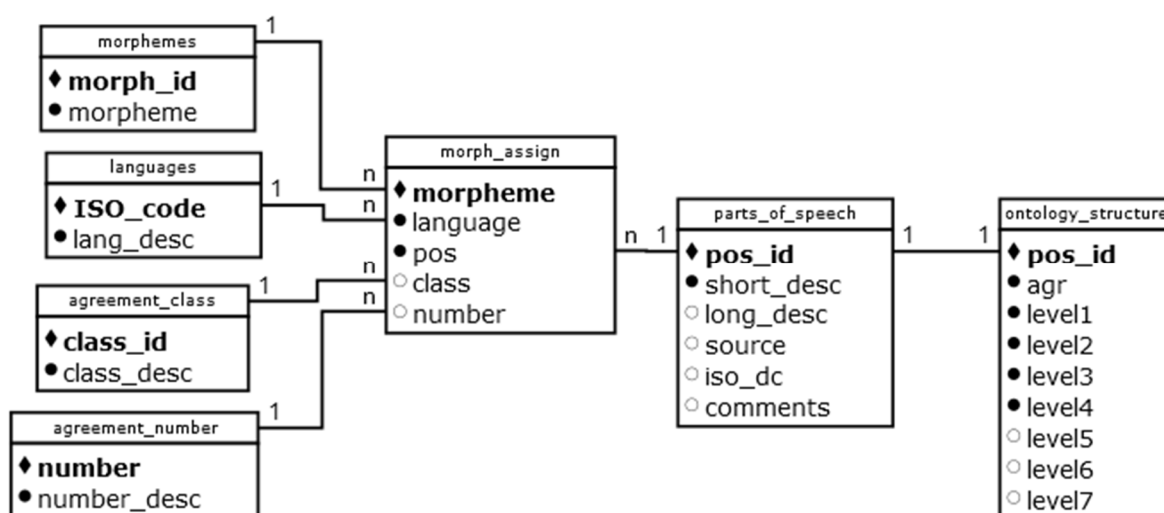 morphemes
morph_id
morpheme
1
languages
ISO_code
lang_desc
1
agreement_class
class_id
class_desc
1
agreement_number
number
number_desc
1
morph_assign
n
morpheme
n
language
pos
n
class
n
number
n 1
parts_of_speech
pos_id
short_desc
long_desc
source
iso_dc
comments
1 1
ontology_structure
pos_id
agr
level1
level2
level3
level4
level5
level6
level7